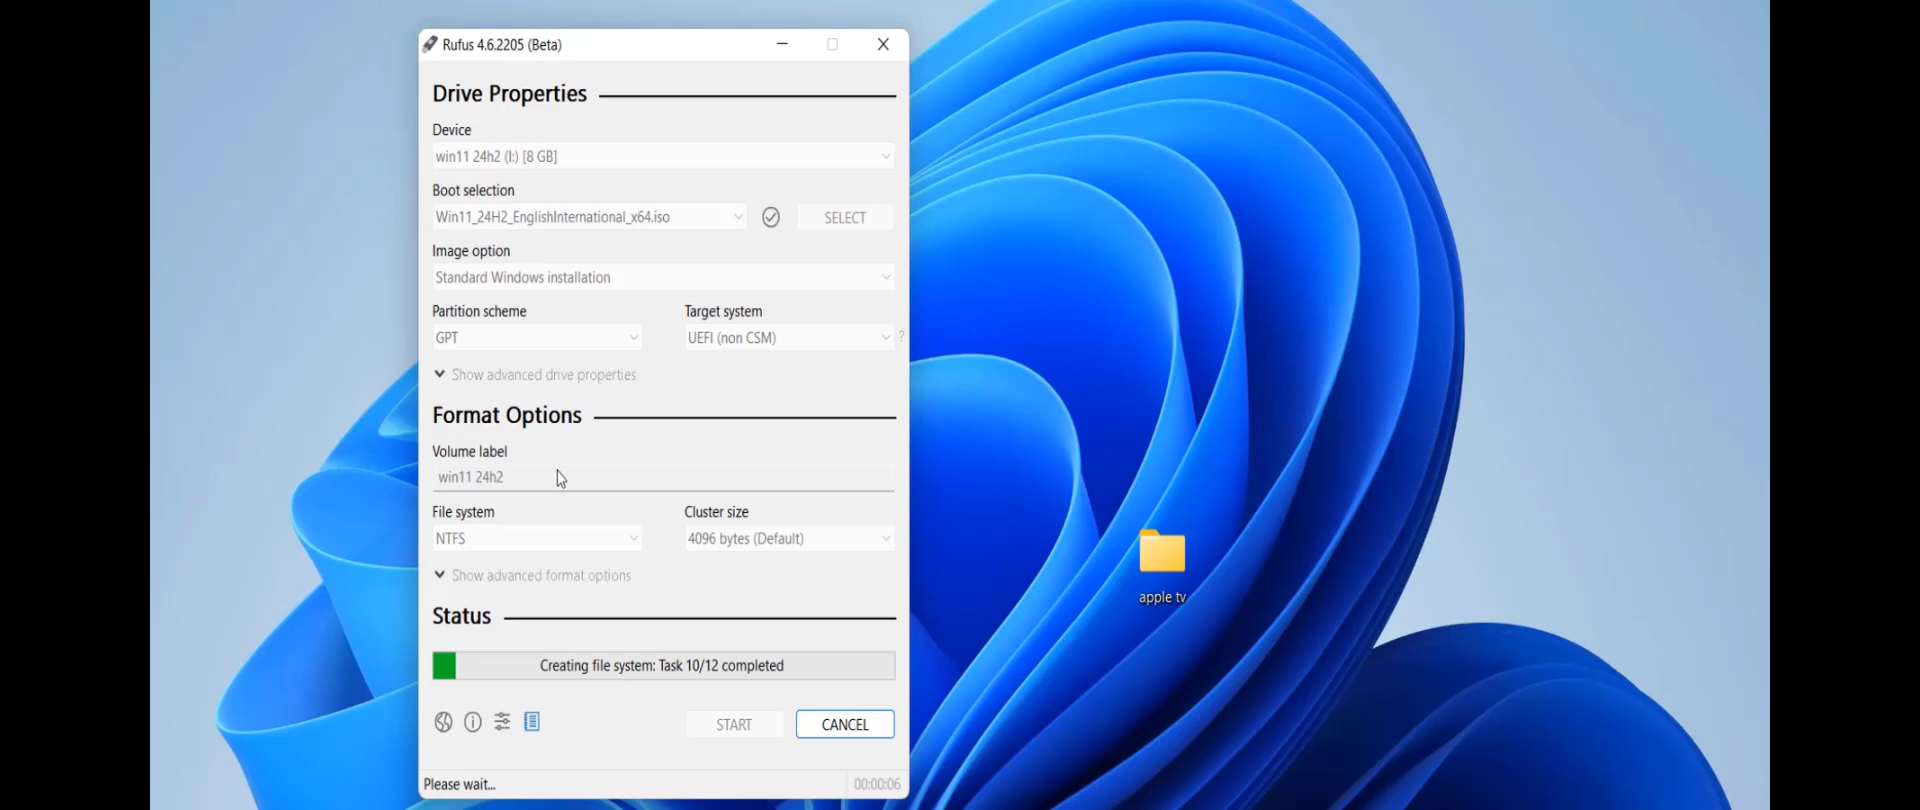 Rufus 4.6.2205 (Beta)
Drive Properties
Device
win11 24h2 (I:) [8 GB]
Boot selection
Win11_24H2_EnglishInternational_x64.iso
SELECT
Image option
Standard Windows installation
Partition scheme
Target system
GPT
UEFI (non CSM)
?
Show advanced drive properties
Format Options
Volume label
win11 24h2
File system
Cluster size
NTFS
4096 bytes (Default)
Show advanced format options
Status
Creating file system: Task 10/12 completed
START
CANCEL
Please wait...
00:00:06
apple tv